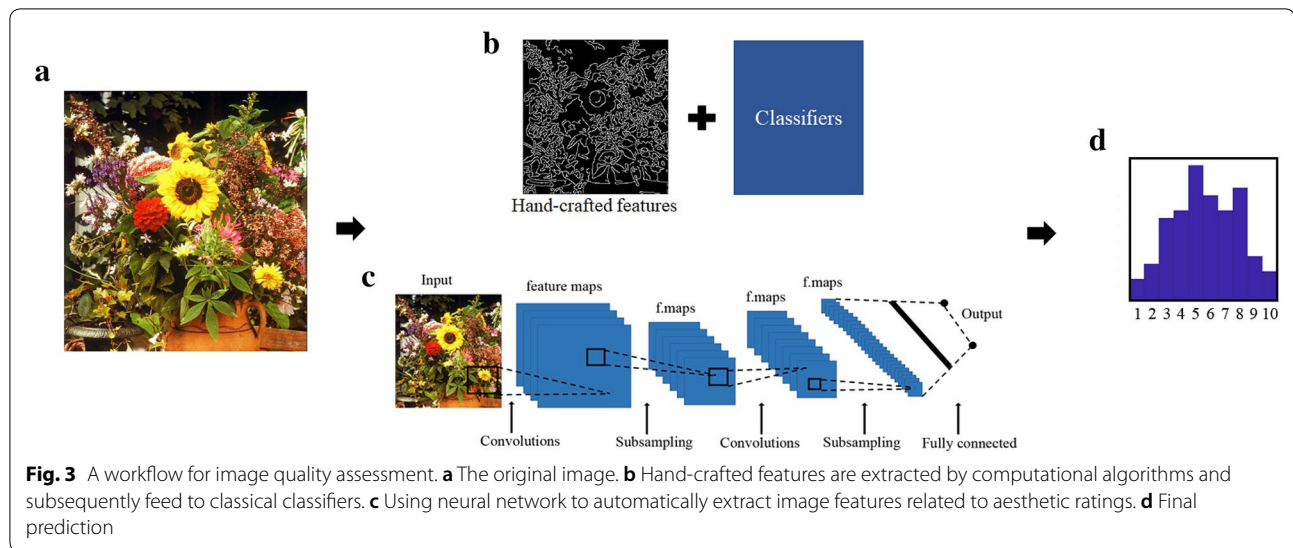 a
b
Classifiers
Hand-crafted features
c
Input
feature maps
f.maps
f.maps
f.maps
Output
Convolutions
Subsampling
Convolutions
Subsampling
Fully connected
d
1 2 3 4 5 6 7 8 9 10
Fig. 3 A workflow for image quality assessment. a The original image. b Hand-crafted features are extracted by computational algorithms and
subsequently feed to classical classifiers. c Using neural network to automatically extract image features related to aesthetic ratings. d Final
prediction